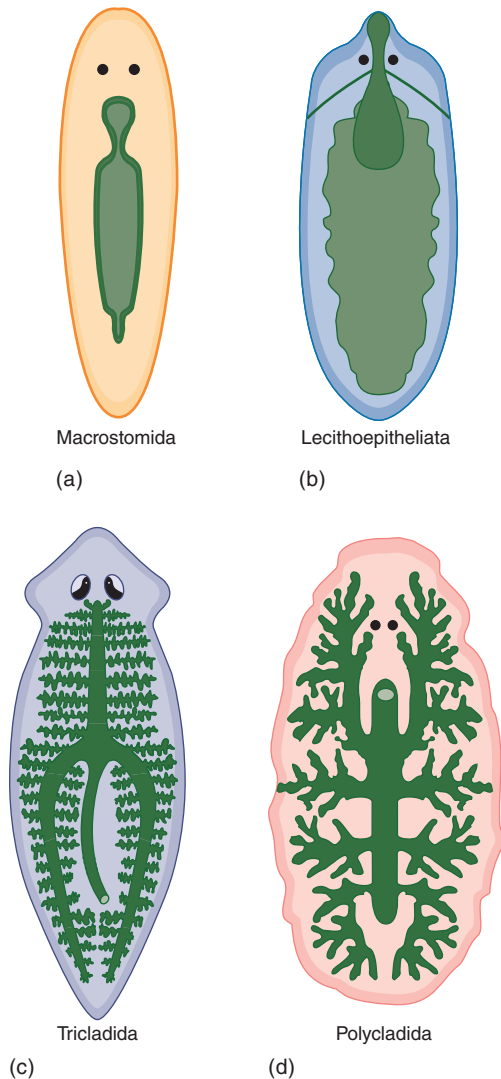 Macrostomida
Lecithoepitheliata
(a)
(b)
Tricladida
Polycladida
(c)
(d)